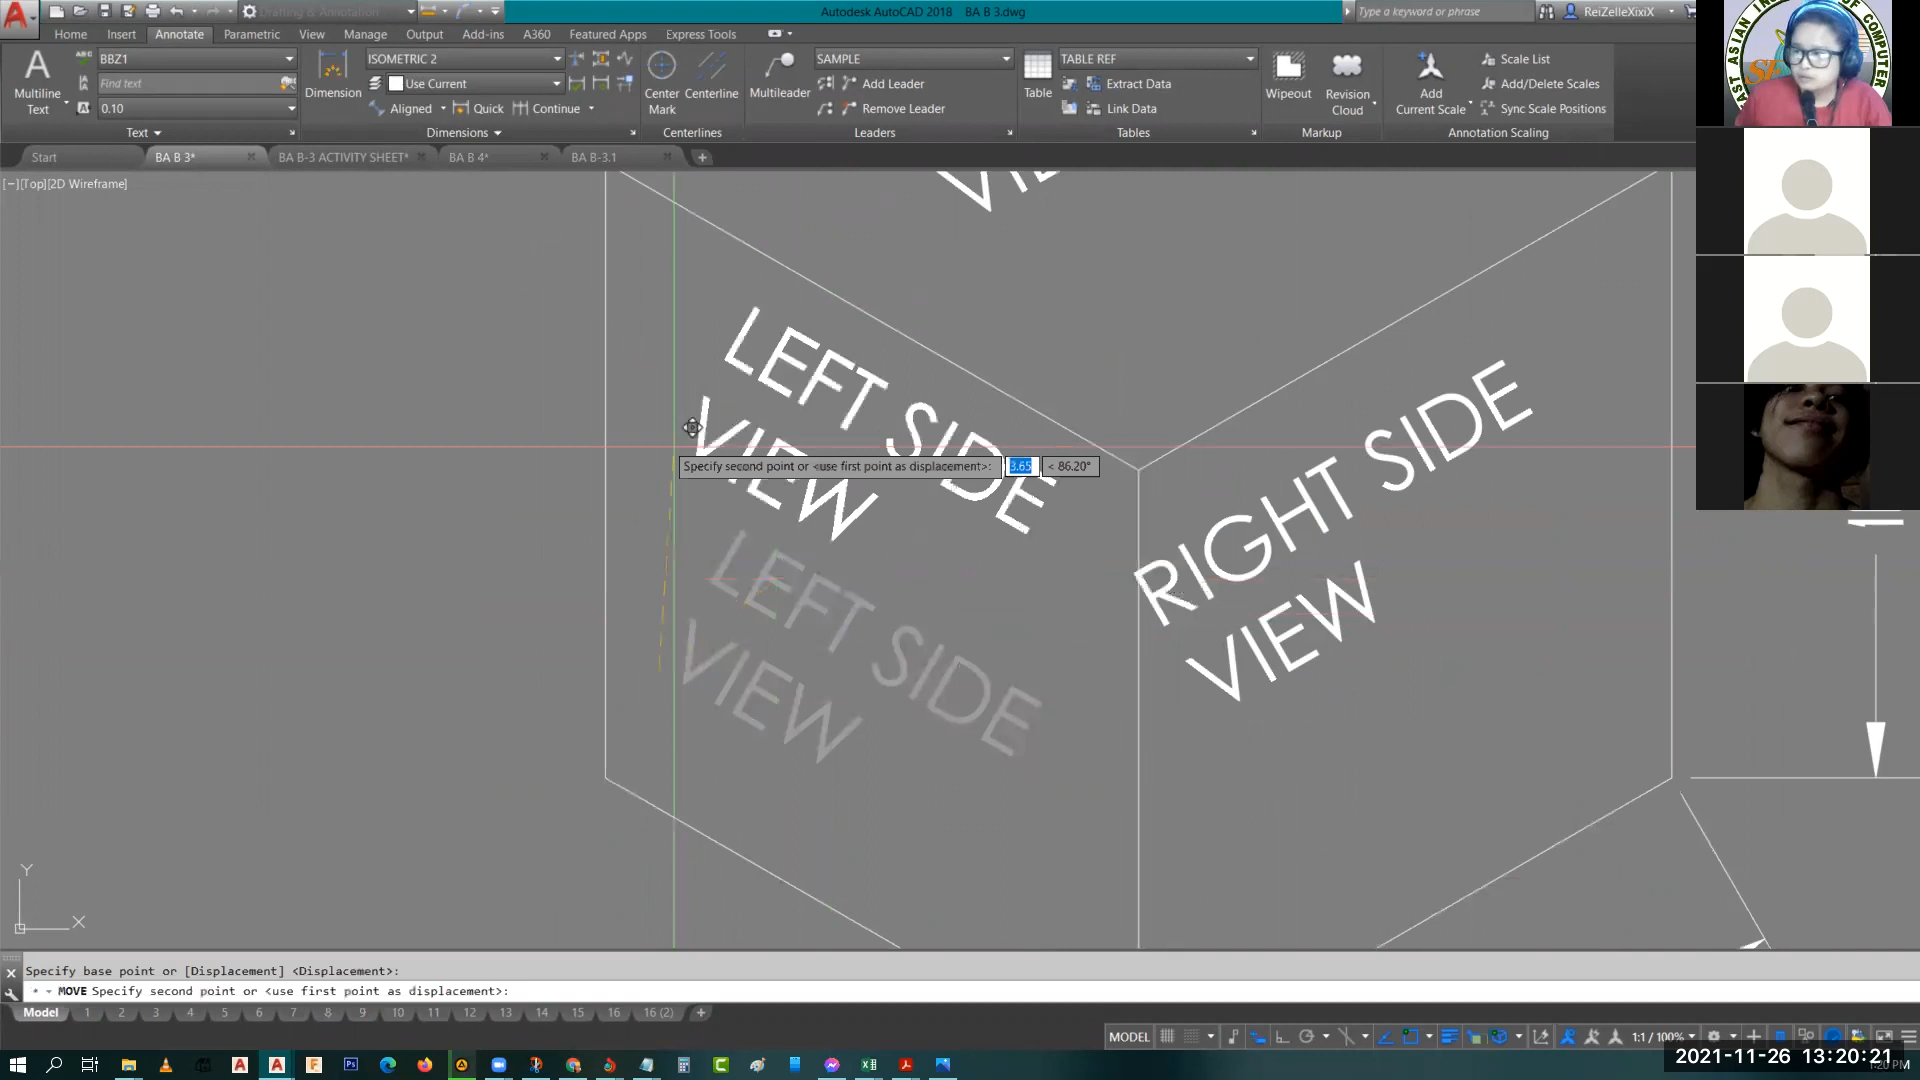 Drafting & Annotation
Autodesk AutoCAD 2018 BA B 3.dwg
Type a keyword or phrase
ReiZelleXixiX
Home Insert Annotate Parametric View Manage Output Add-ins A360 Featured Apps Express Tools
BBZ1
ISOMETRIC 2
SAMPLE
TABLE REF
Scale List
Find text
Use Current
Add Leader
Extract Data
Add/Delete Scales
Multiline
Text
Dimension
Center
Mark
Centerline
Multileader
Table
Wipeout
Revision
Cloud
Add
Current Scale
0.10
Aligned
Quick
Continue
Remove Leader
Link Data
Sync Scale Positions
Text
Dimensions
Centerlines
Leaders
Tables
Markup
Annotation Scaling
Start
BA B 3*
BA B-3 ACTIVITY SHEET*
BA B 4*
BA B-3.1
[−][Top][2D Wireframe]
LEFT SIDE
VIEW
RIGHT SIDE
VIEW
Specify second point or <use first point as displacement>: 3.65 < 86.20°
LEFT SIDE
VIEW
Y
X
Specify base point or [Displacement] <Displacement>:
MOVE Specify second point or <use first point as displacement>:
Model 1 2 3 4 5 6 7 8 9 10 11 12 13 14 15 16 16 (2)
MODEL
1:1 / 100%
2021-11-26 13:20:21